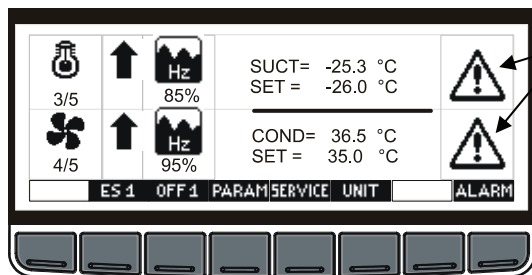 Hz
SUCT= -25.3 °C
SET = -26.0 °C
3/5
85%
Hz
COND= 36.5 °C
SET = 35.0 °C
4/5
95%
ES 1 OFF 1 PARAM SERVICE UNIT ALARM